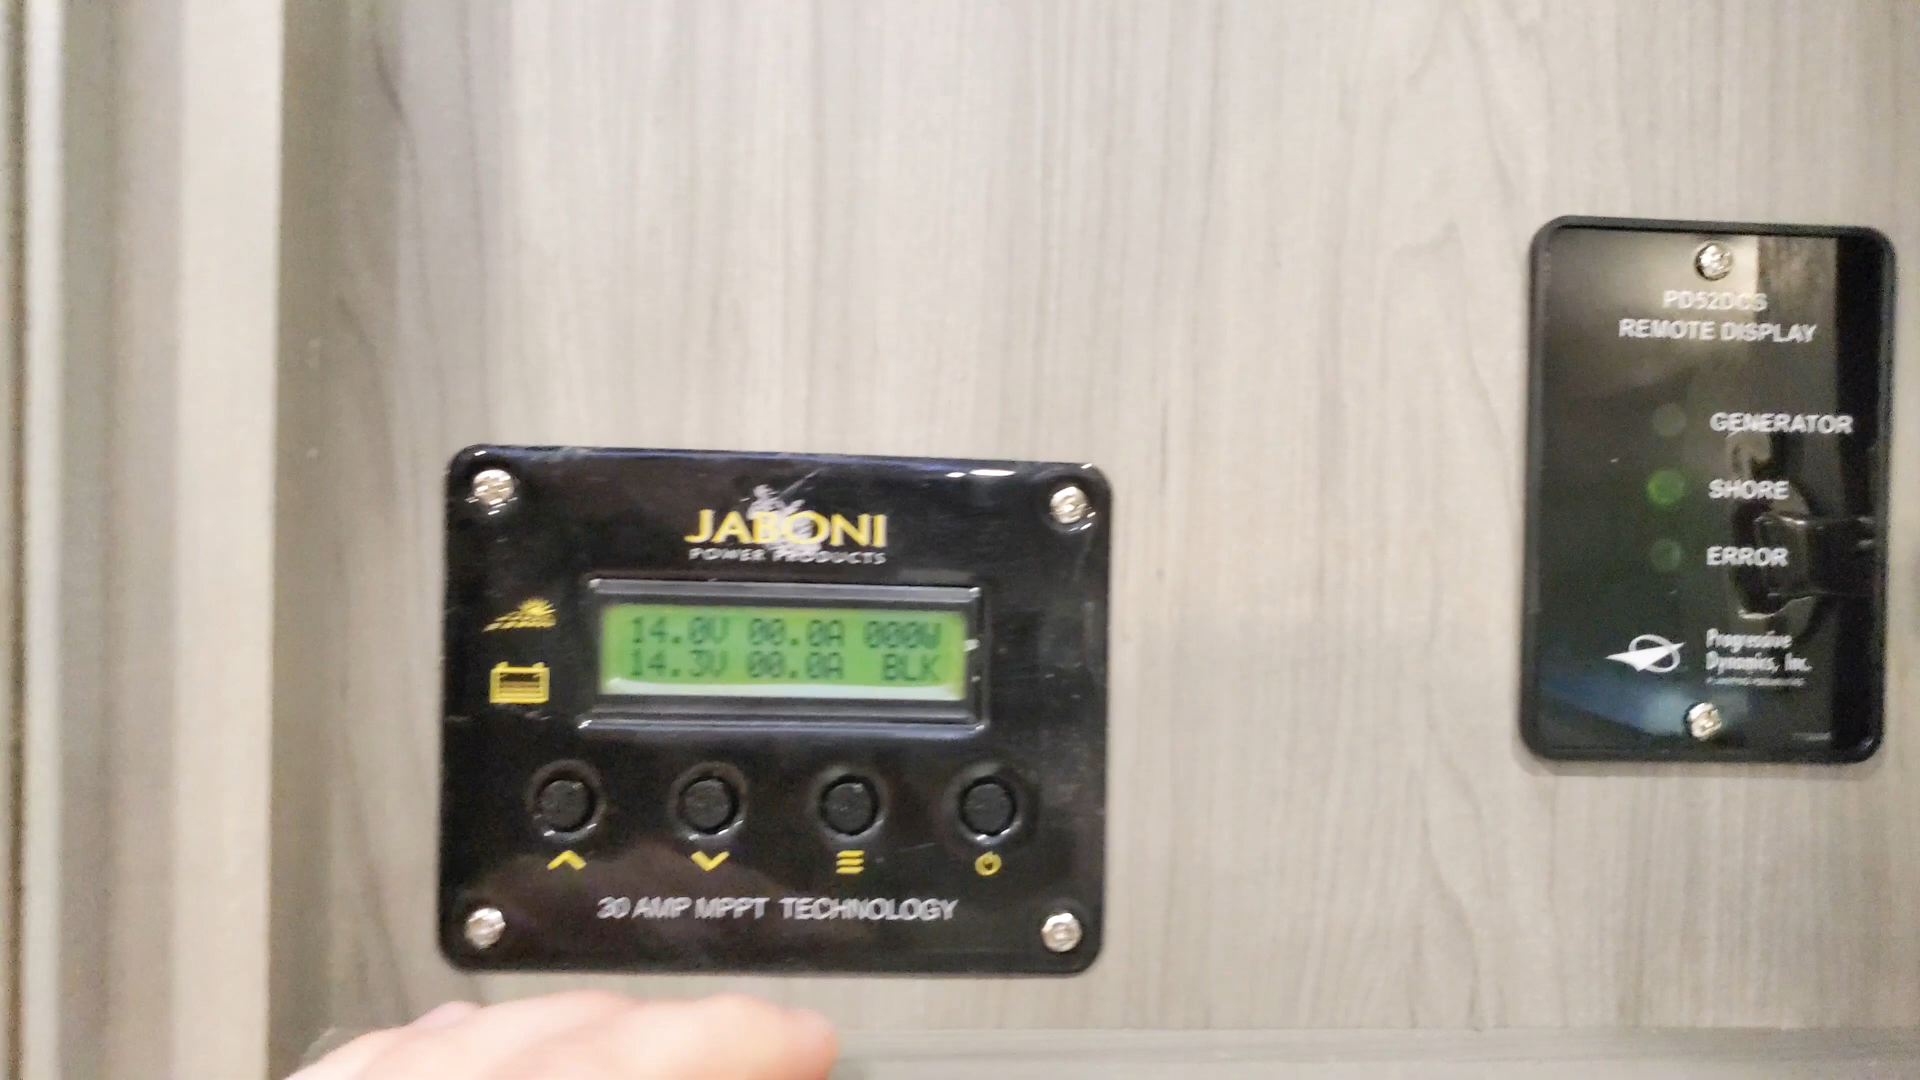 JABONI
POWER PRODUCTS
14.0V 00.0A 000W
14.3V 00.0A BLK
30 AMP MPPT TECHNOLOGY
PD52DCS
REMOTE DISPLAY
GENERATOR
SHORE
ERROR
Progressive
Dynamics, Inc.